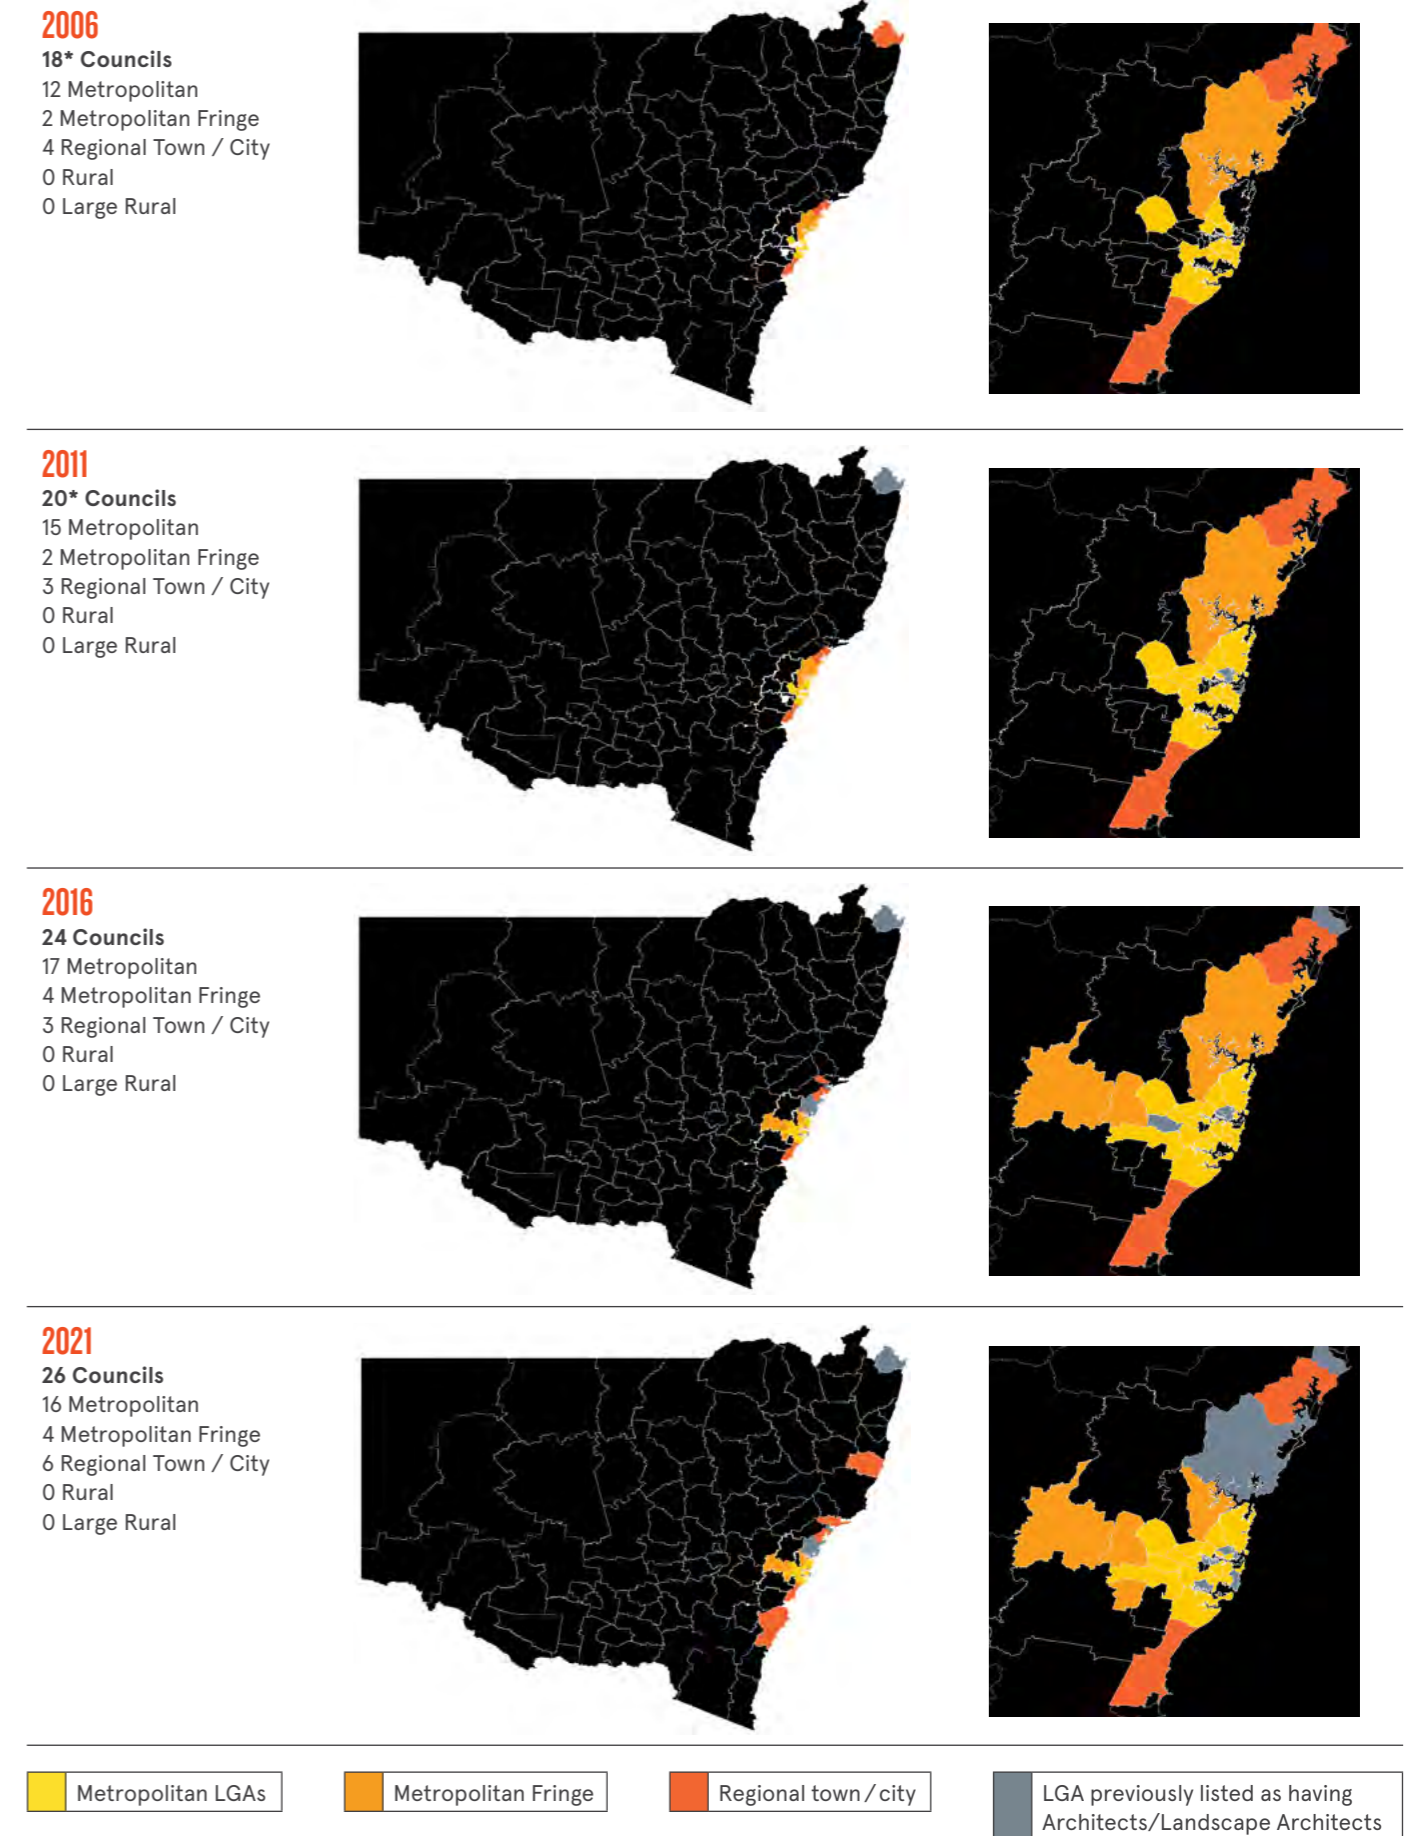 2006
18* Councils
12 Metropolitan
2 Metropolitan Fringe
4 Regional Town / City
0 Rural
0 Large Rural
2011
20* Councils
15 Metropolitan
2 Metropolitan Fringe
3 Regional Town / City
0 Rural
0 Large Rural
2016
24 Councils
17 Metropolitan
4 Metropolitan Fringe
3 Regional Town / City
0 Rural
0 Large Rural
2021
26 Councils
16 Metropolitan
4 Metropolitan Fringe
6 Regional Town / City
0 Rural
0 Large Rural
Metropolitan LGAs
Metropolitan Fringe
Regional town / city
LGA previously listed as having
Architects/Landscape Architects